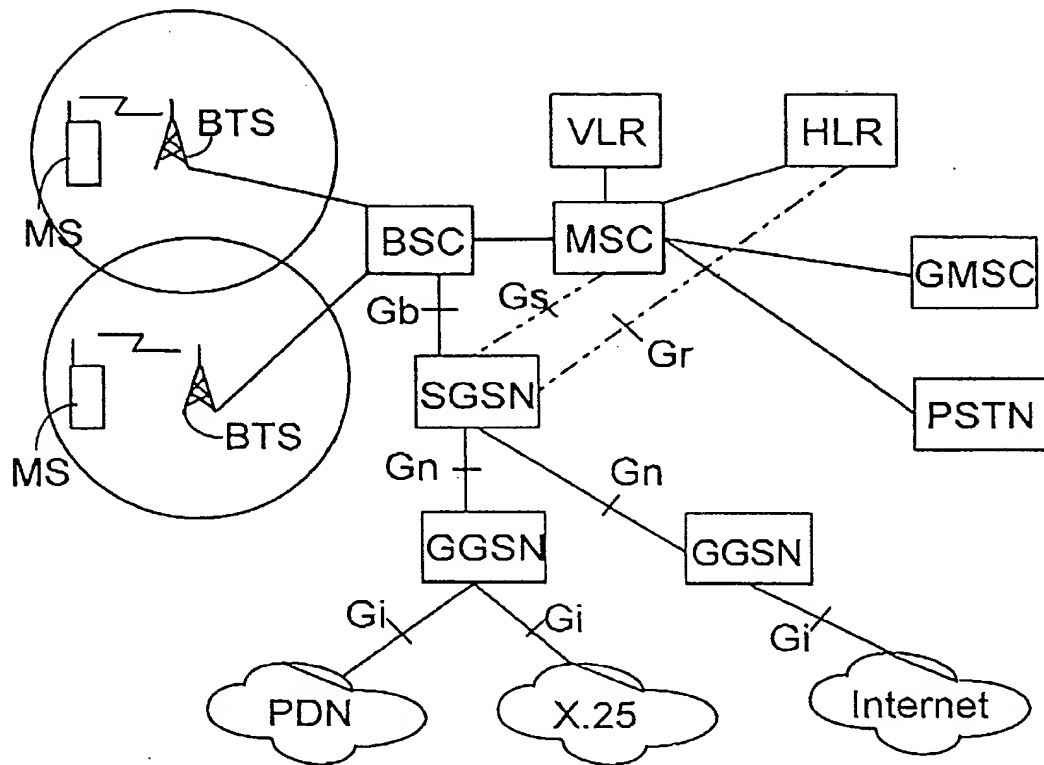 BTS
VLR
HLR
MS
BSC
MSC
GMSC
Gb
Gs
Gr
SGSN
PSTN
BTS
MS
Gn
Gn
GGSN
GGSN
Gi
Gi
Gi
PDN
X.25
Internet